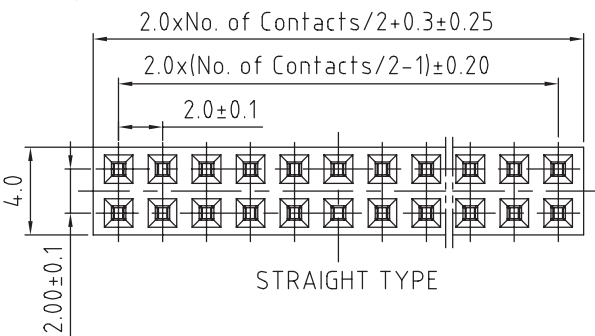 2.0xNo. of Contacts/2+0.3±0.25
2.0x(No. of Contacts/2-1)±0.20
2.0±0.1
4.0
2.00±0.1
STRAIGHT TYPE